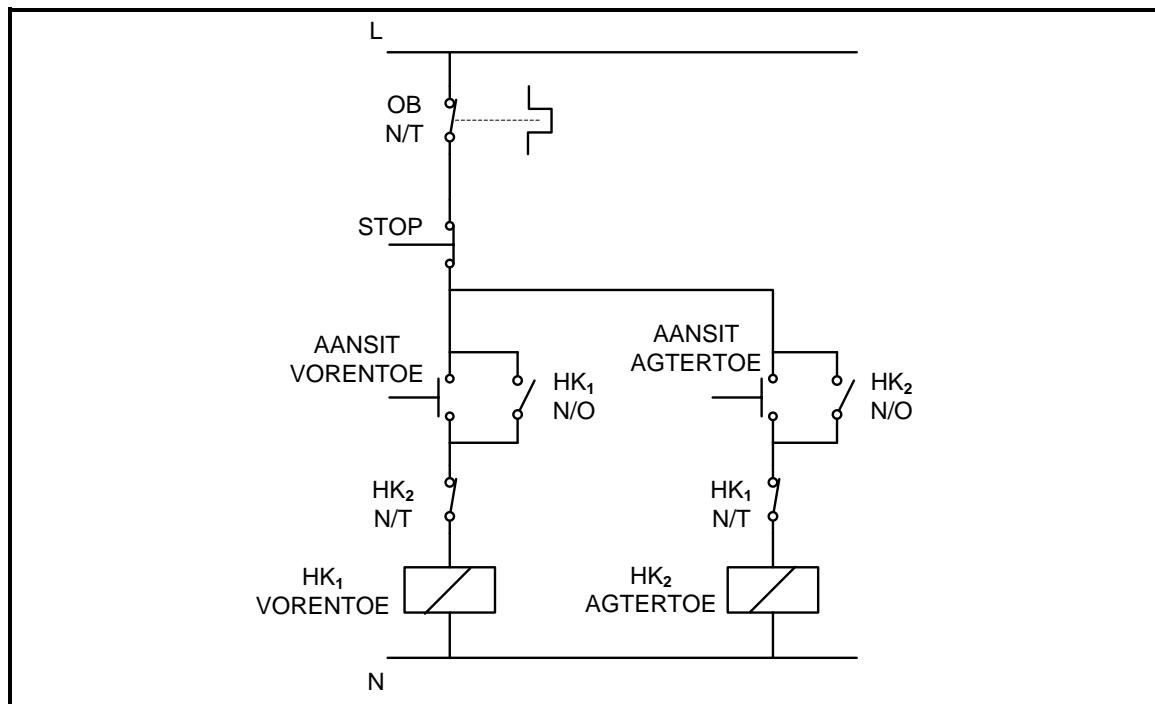 L
OB
N/T
STOP
AANSIT
VORENTOE
HK₁
N/O
AANSIT
AGTERTOE
HK₂
N/O
HK₂
N/T
HK₁
N/T
HK₁
VORENTOE
HK₂
AGTERTOE
N